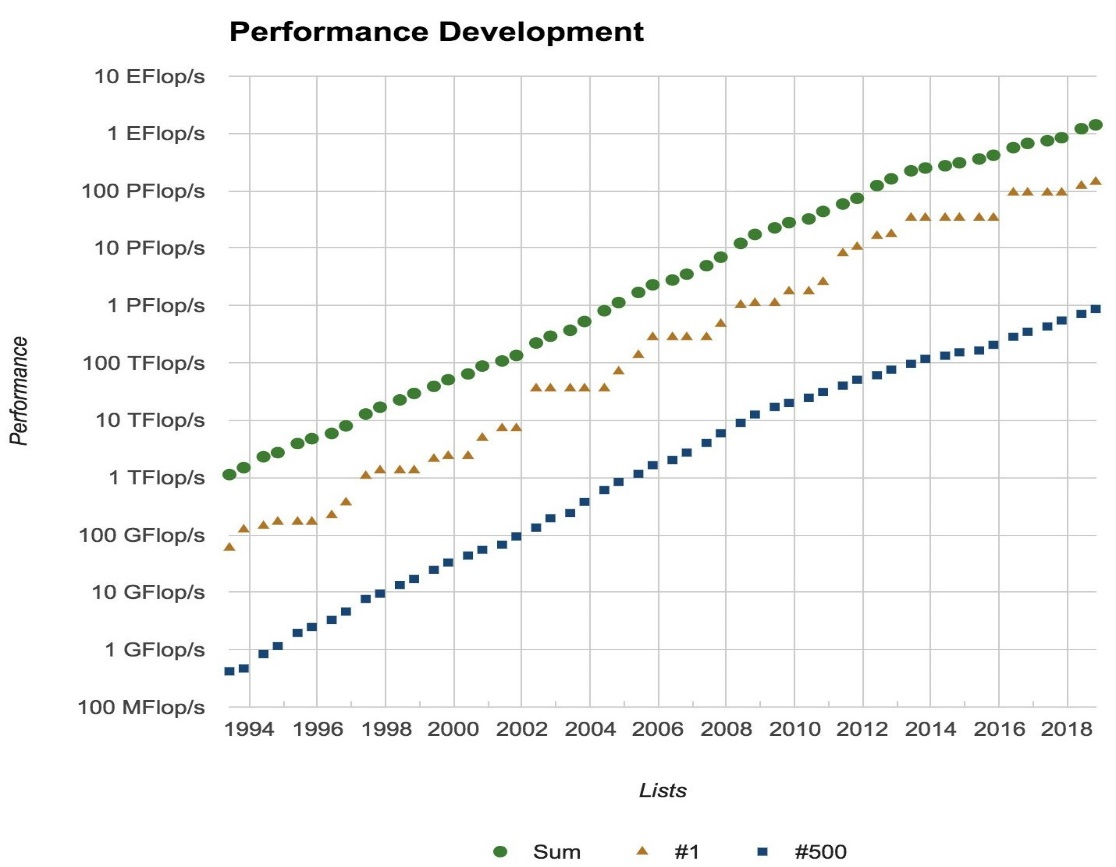 Performance Development
10 EFlop/s
1 EFlop/s
100 PFlop/s
10 PFlop/s
1 PFlop/s
100 TFlop/s
10 TFlop/s
1 TFlop/s
100 GFlop/s
10 GFlop/s
1 GFlop/s
100 MFlop/s
Performance
1994 1996 1998 2000 2002 2004 2006 2008 2010 2012 2014 2016 2018
Lists
Sum #1 #500